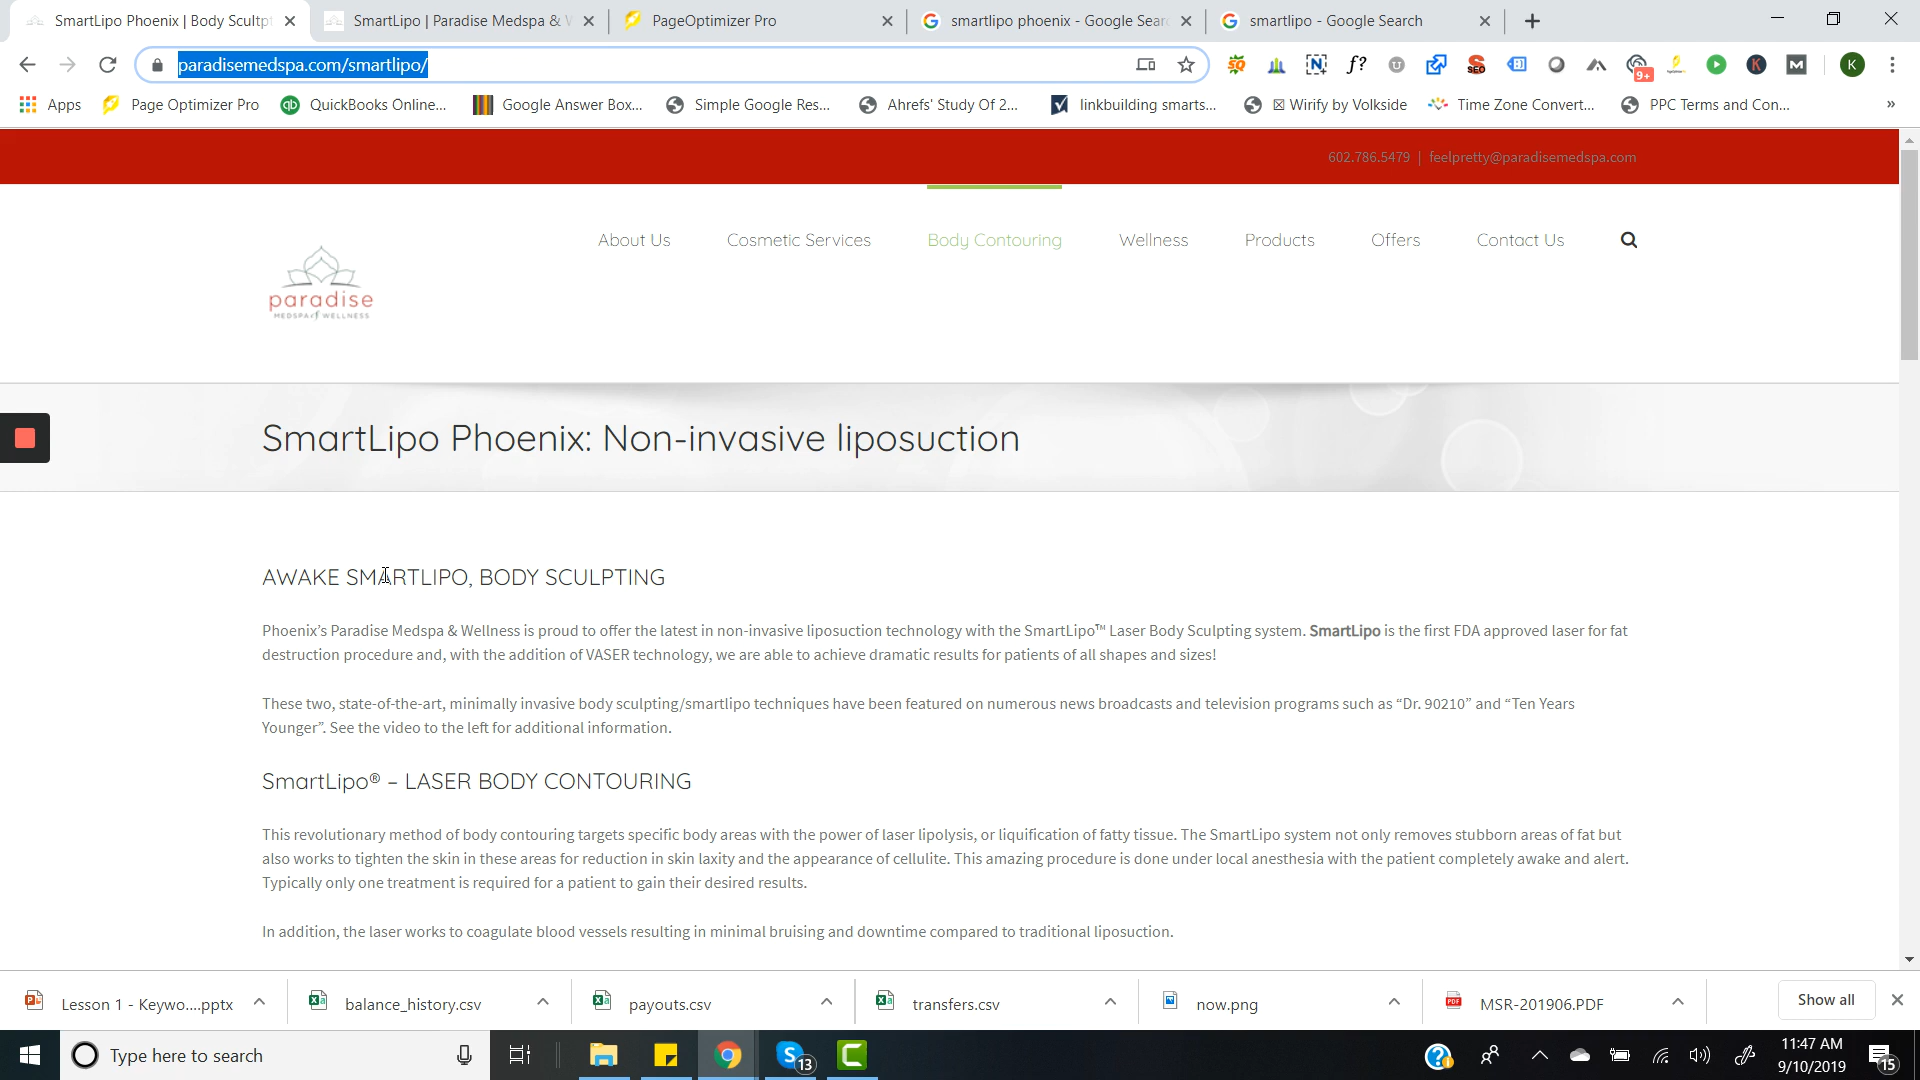 SmartLipo Phoenix | Body Scultp
SmartLipo | Paradise Medspa & W
PageOptimizer Pro
smartlipo phoenix - Google Sear
smartlipo - Google Search
paradisemedspa.com/smartlipo/
9+
K
Apps
Page Optimizer Pro
QuickBooks Online...
Google Answer Box...
Simple Google Res...
Ahrefs' Study Of 2...
linkbuilding smarts...
☒ Wirify by Volkside
Time Zone Convert...
PPC Terms and Con...
»
602.786.5479 | feelpretty@paradisemedspa.com
About Us
Cosmetic Services
Body Contouring
Wellness
Products
Offers
Contact Us
paradise
MEDSPA & WELLNESS
SmartLipo Phoenix: Non-invasive liposuction
AWAKE SMARTLIPO, BODY SCULPTING
Phoenix's Paradise Medspa & Wellness is proud to offer the latest in non-invasive liposuction technology with the SmartLipo™ Laser Body Sculpting system. SmartLipo is the first FDA approved laser for fat
destruction procedure and, with the addition of VASER technology, we are able to achieve dramatic results for patients of all shapes and sizes!
These two, state-of-the-art, minimally invasive body sculpting/smartlipo techniques have been featured on numerous news broadcasts and television programs such as “Dr. 90210” and “Ten Years
Younger”. See the video to the left for additional information.
SmartLipo® – LASER BODY CONTOURING
This revolutionary method of body contouring targets specific body areas with the power of laser lipolysis, or liquification of fatty tissue. The SmartLipo system not only removes stubborn areas of fat but
also works to tighten the skin in these areas for reduction in skin laxity and the appearance of cellulite. This amazing procedure is done under local anesthesia with the patient completely awake and alert.
Typically only one treatment is required for a patient to gain their desired results.
In addition, the laser works to coagulate blood vessels resulting in minimal bruising and downtime compared to traditional liposuction.
Lesson 1 - Keywo....pptx
balance_history.csv
payouts.csv
transfers.csv
now.png
MSR-201906.PDF
Show all
Type here to search
13
11:47 AM
9/10/2019
15